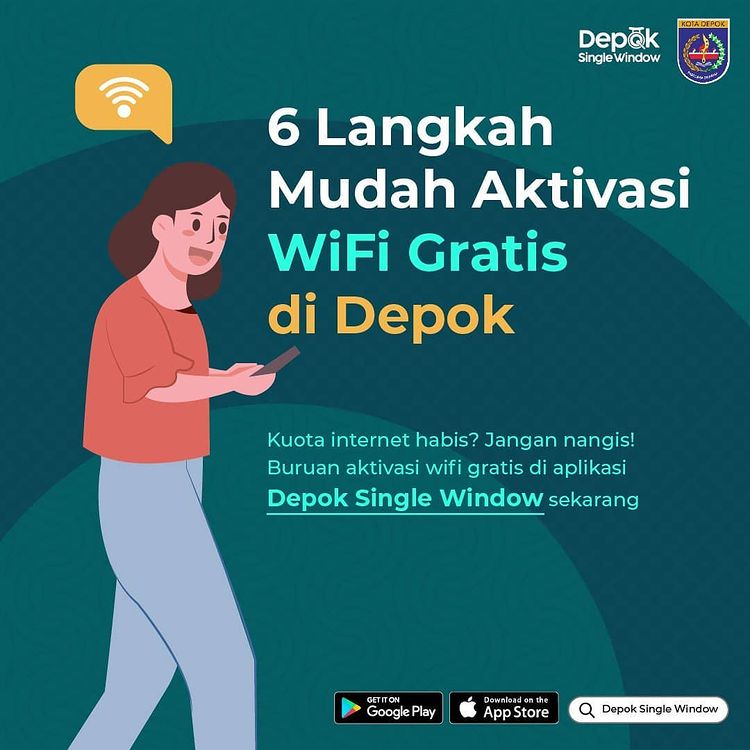 Depok
Single Window
KOTA DEPOK
6 Langkah
Mudah Aktivasi
WiFi Gratis
di Depok
Kuota internet habis? Jangan nangis!
Buruan aktivasi wifi gratis di aplikasi
Depok Single Window sekarang
GET IT ON
Google Play
Download on the
App Store
Depok Single Window